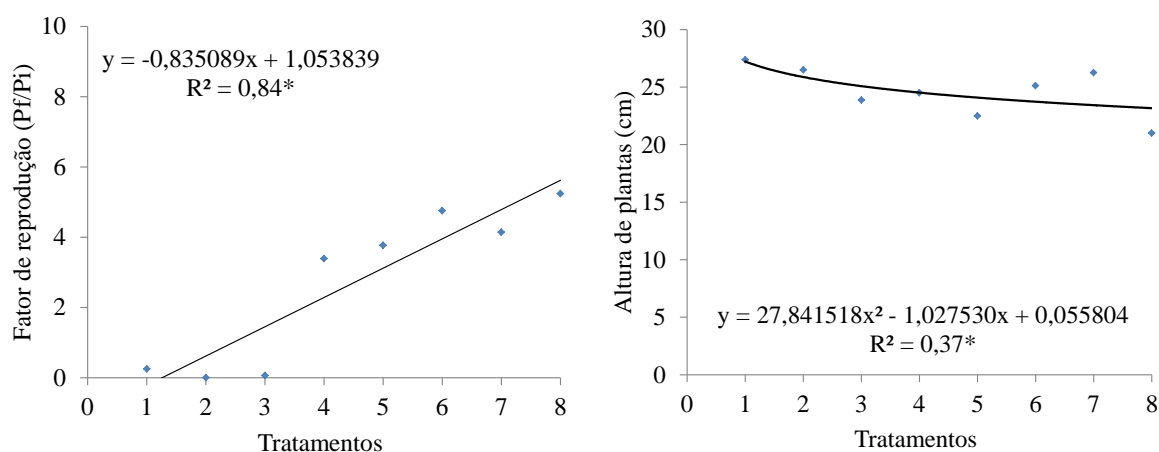 Fator de reprodução (Pf/Pi)
10
8
6
4
2
0
y = -0,835089x + 1,053839
R² = 0,84*
0 1 2 3 4 5 6 7 8
Tratamentos
Altura de plantas (cm)
30
25
20
15
10
5
0
y = 27,841518x² - 1,027530x + 0,055804
R² = 0,37*
0 1 2 3 4 5 6 7 8
Tratamentos